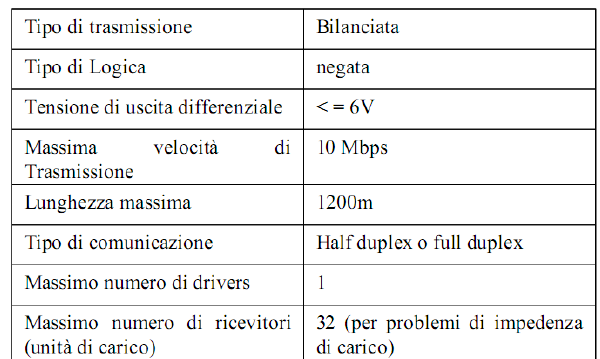 Tipo di trasmissione Bilanciata
Tipo di Logica negata
Tensione di uscita differenziale < = 6V
Massima velocità di 10 Mbps
Trasmissione
Lunghezza massima 1200m
Tipo di comunicazione Half duplex o full duplex
Massimo numero di drivers 1
Massimo numero di ricevitori 32 (per problemi di impedenza
(unità di carico) di carico)